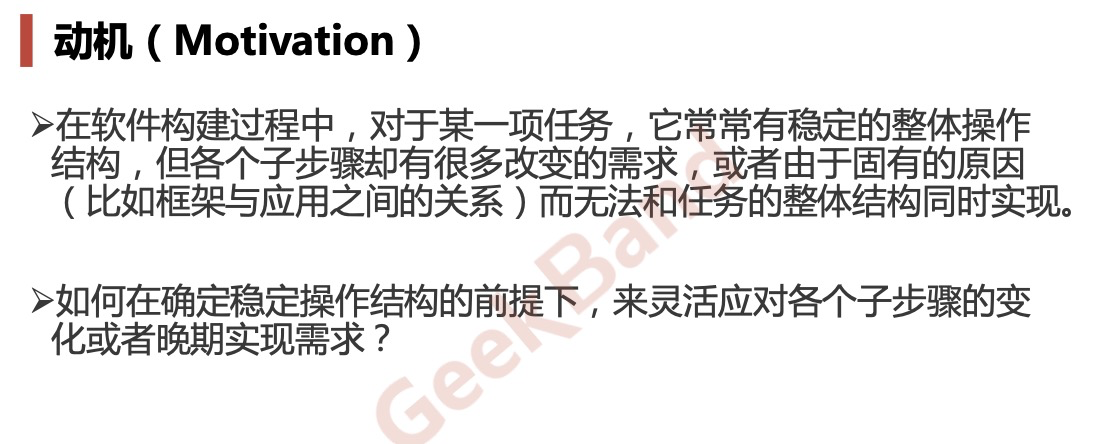 动机（Motivation）
➢在软件构建过程中，对于某一项任务，它常常有稳定的整体操作
结构，但各个子步骤却有很多改变的需求，或者由于固有的原因
（比如框架与应用之间的关系）而无法和任务的整体结构同时实现。
➢如何在确定稳定操作结构的前提下，来灵活应对各个子步骤的变
化或者晚期实现需求？
GeekBand